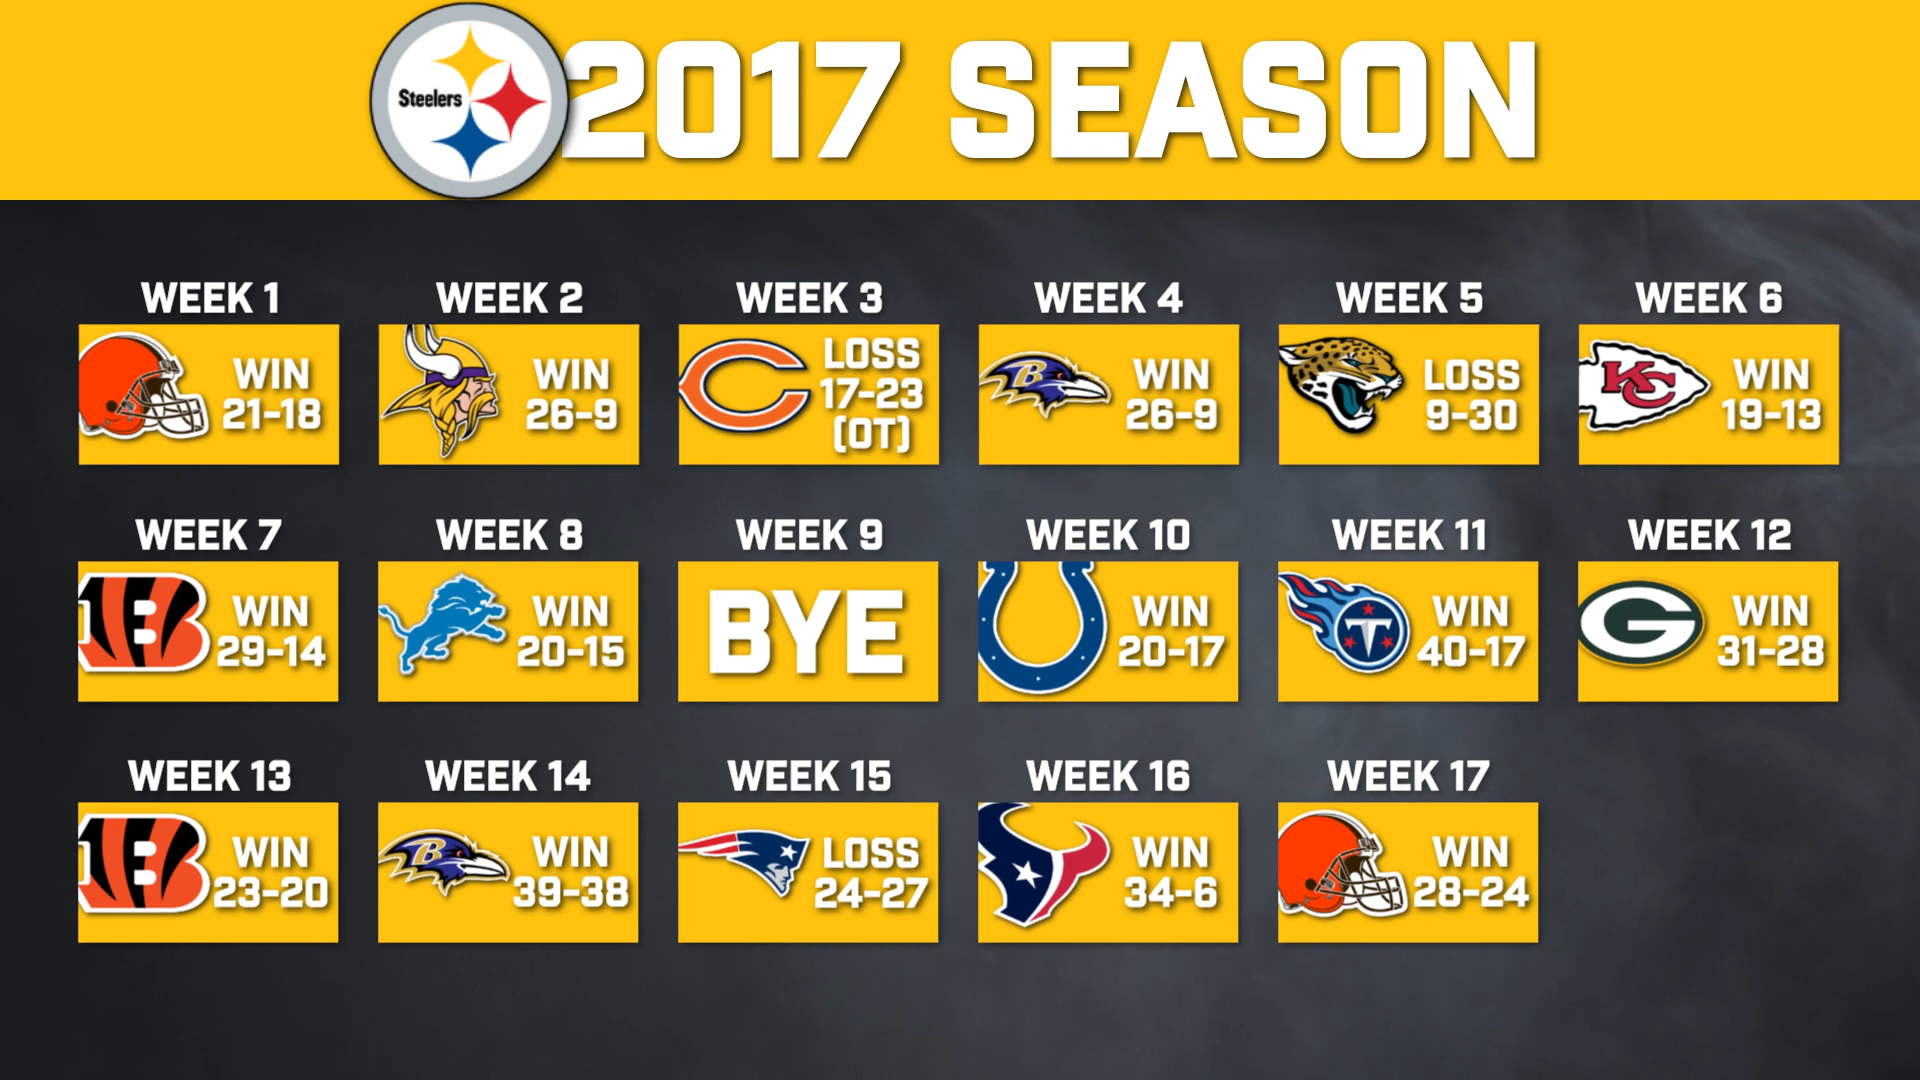 Steelers
2017 SEASON
WEEK 1
WIN
21-18
WEEK 2
WIN
26-9
WEEK 3
LOSS
17-23
(OT)
WEEK 4
B
WIN
26-9
WEEK 5
LOSS
9-30
WEEK 6
KC
WIN
19-13
WEEK 7
B
WIN
29-14
WEEK 8
WIN
20-15
WEEK 9
BYE
WEEK 10
WIN
20-17
WEEK 11
T
WIN
40-17
WEEK 12
G
WIN
31-28
WEEK 13
B
WIN
23-20
WEEK 14
B
WIN
39-38
WEEK 15
LOSS
24-27
WEEK 16
WIN
34-6
WEEK 17
WIN
28-24